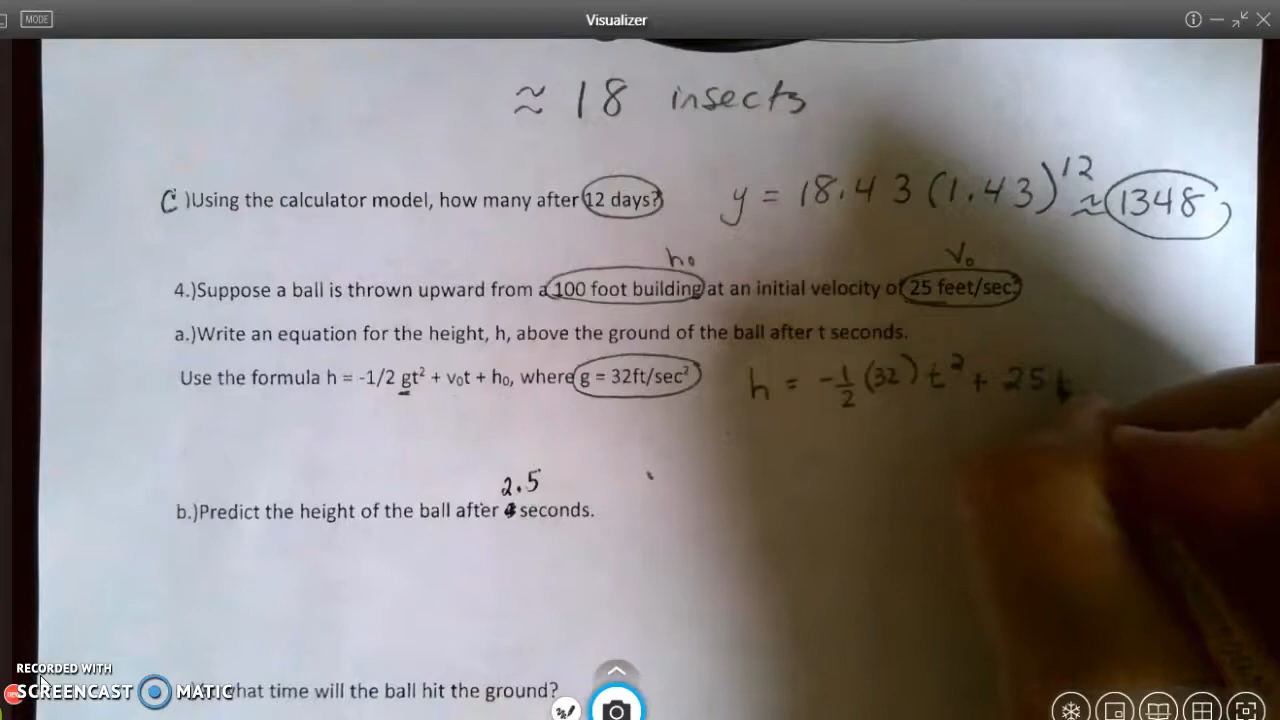 MODE
Visualizer
≈ 18 insects
C )Using the calculator model, how many after 12 days? y = 18.43 (1.43)^12 ≈ 1348
h₀ V₀
4.)Suppose a ball is thrown upward from a 100 foot building at an initial velocity of 25 feet/sec.
a.)Write an equation for the height, h, above the ground of the ball after t seconds.
Use the formula h = -1/2 gt² + v₀t + h₀, where g = 32ft/sec² h = -1/2 (32) t² + 25 t
2.5
b.)Predict the height of the ball after seconds.
RECORDED WITH
SCREENCAST MATIC
what time will the ball hit the ground?